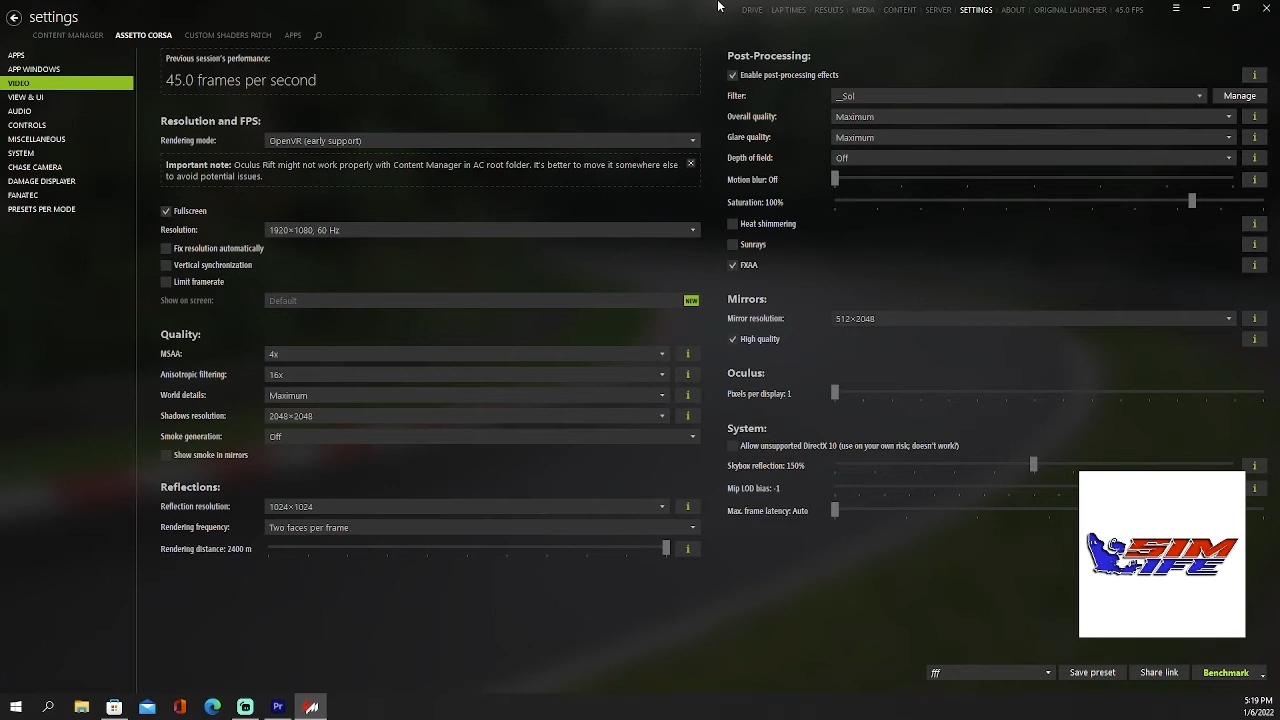 settings
DRIVE LAP TIMES RESULTS MEDIA CONTENT SERVER SETTINGS ABOUT ORIGINAL LAUNCHER 45.0 FPS
CONTENT MANAGER ASSETTO CORSA CUSTOM SHADERS PATCH APPS
APPS
APP WINDOWS
VIDEO
VIEW & UI
AUDIO
CONTROLS
MISCELLANEOUS
SYSTEM
CHASE CAMERA
DAMAGE DISPLAYER
FANATEC
PRESETS PER MODE
Previous session's performance:
45.0 frames per second
Resolution and FPS:
Rendering mode: OpenVR (early support)
Important note: Oculus Rift might not work properly with Content Manager in AC root folder. It's better to move it somewhere else
to avoid potential issues.
Fullscreen
Resolution: 1920×1080, 60 Hz
Fix resolution automatically
Vertical synchronization
Limit framerate
Show on screen: Default NEW
Quality:
MSAA: 4x i
Anisotropic filtering: 16x i
World details: Maximum i
Shadows resolution: 2048×2048 i
Smoke generation: Off
Show smoke in mirrors
Reflections:
Reflection resolution: 1024×1024 i
Rendering frequency: Two faces per frame
Rendering distance: 2400 m i
Post-Processing:
Enable post-processing effects i
Filter: __Sol Manage
Overall quality: Maximum i
Glare quality: Maximum i
Depth of field: Off i
Motion blur: Off i
Saturation: 100%
Heat shimmering i
Sunrays i
FXAA i
Mirrors:
Mirror resolution: 512×2048 i
High quality i
Oculus:
Pixels per display: 1
System:
Allow unsupported DirectX 10 (use on your own risk; doesn't work?)
Skybox reflection: 150% i
Mip LOD bias: -1 i
Max. frame latency: Auto
SIM
LIFE
fff Save preset Share link Benchmark
Pr
5:19 PM
1/6/2022